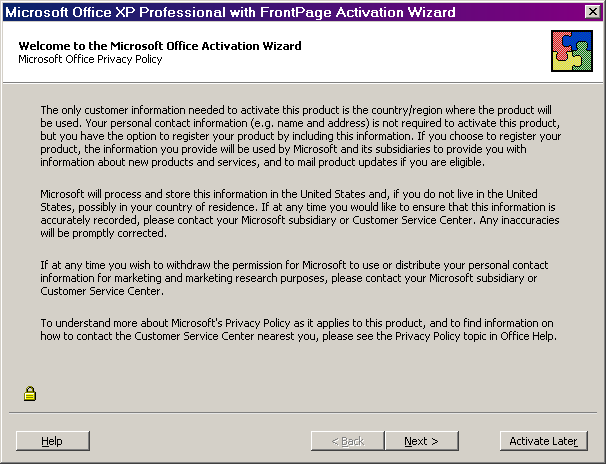 Microsoft Office XP Professional with FrontPage Activation Wizard
Welcome to the Microsoft Office Activation Wizard
Microsoft Office Privacy Policy
The only customer information needed to activate this product is the country/region where the product will
be used. Your personal contact information (e.g. name and address) is not required to activate this product,
but you have the option to register your product by including this information. If you choose to register your
product, the information you provide will be used by Microsoft and its subsidiaries to provide you with
information about new products and services, and to mail product updates if you are eligible.
Microsoft will process and store this information in the United States and, if you do not live in the United
States, possibly in your country of residence. If at any time you would like to ensure that this information is
accurately recorded, please contact your Microsoft subsidiary or Customer Service Center. Any inaccuracies
will be promptly corrected.
If at any time you wish to withdraw the permission for Microsoft to use or distribute your personal contact
information for marketing and marketing research purposes, please contact your Microsoft subsidiary or
Customer Service Center.
To understand more about Microsoft's Privacy Policy as it applies to this product, and to find information on
how to contact the Customer Service Center nearest you, please see the Privacy Policy topic in Office Help.
Help
< Back
Next >
Activate Later